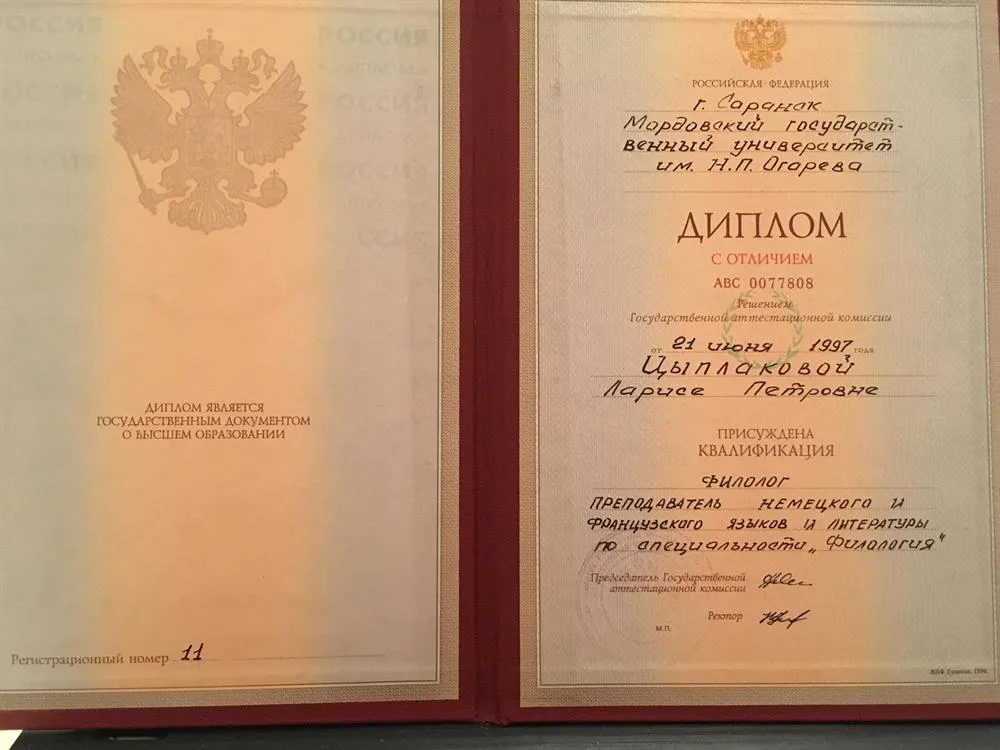 ДИПЛОМ ЯВЛЯЕТСЯ
ГОСУДАРСТВЕННЫМ ДОКУМЕНТОМ
О ВЫСШЕМ ОБРАЗОВАНИИ
Регистрационный номер 11
РОССИЙСКАЯ ФЕДЕРАЦИЯ
г. Саранск
Мордовский государст-
венный университет
им. Н.П. Огарева
ДИПЛОМ
С ОТЛИЧИЕМ
АВС 0077808
Решением
Государственной аттестационной комиссии
от 21 июня 1997 года
Цыплаковой
Ларисе Петровне
ПРИСУЖДЕНА
КВАЛИФИКАЦИЯ
ФИЛОЛОГ
ПРЕПОДАВАТЕЛЬ НЕМЕЦКОГО И
ФРАНЦУЗСКОГО ЯЗЫКОВ И ЛИТЕРАТУРЫ
по специальности „Филология"
Председатель Государственной
аттестационной комиссии
Ректор
М.П.